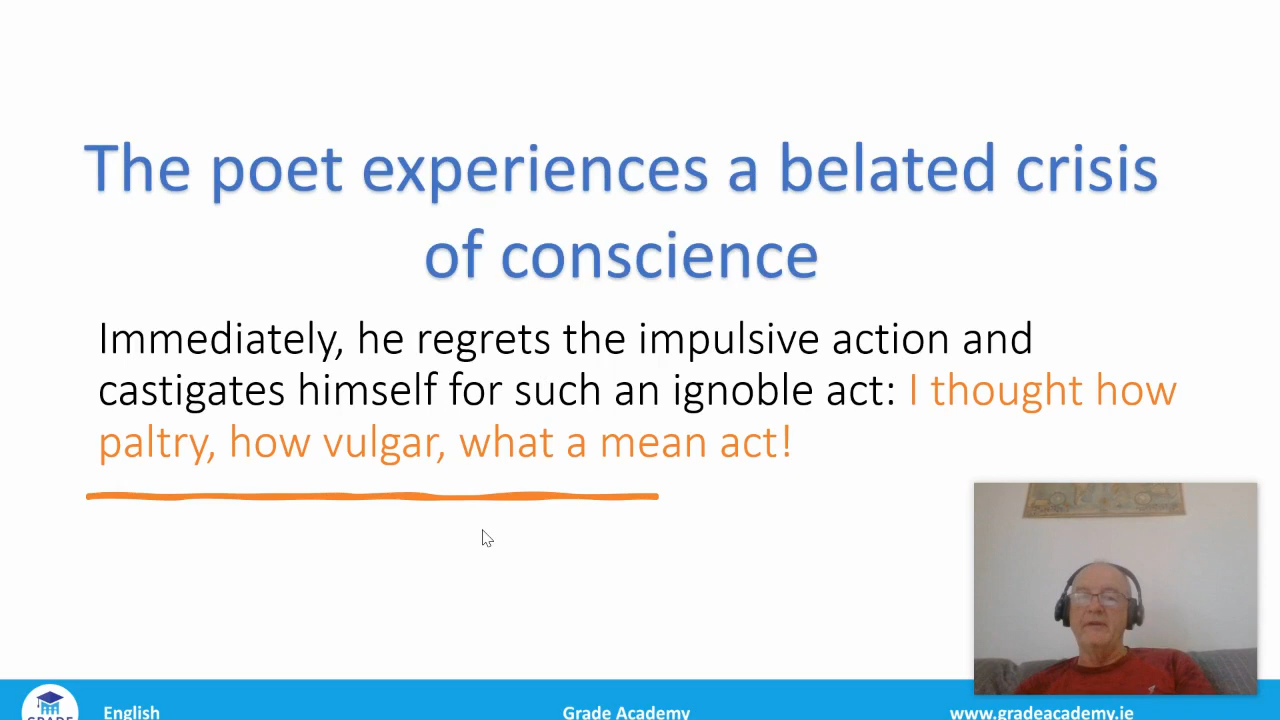 The poet experiences a belated crisis
of conscience
Immediately, he regrets the impulsive action and
castigates himself for such an ignoble act: I thought how
paltry, how vulgar, what a mean act!
GRADE
English
Grade Academy
www.gradeacademy.ie